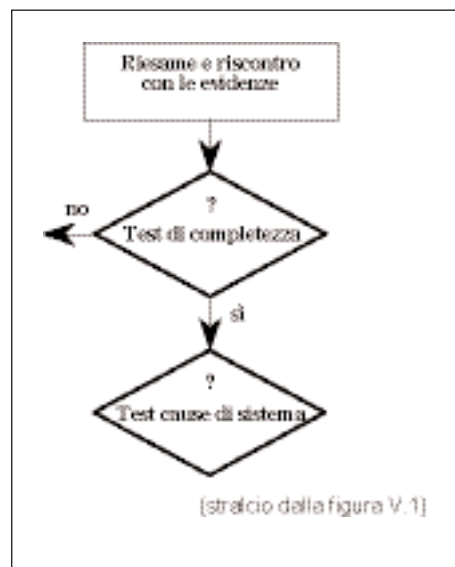 Riesame e riscontro
con le evidenze
?
Test di completezza
no
sì
?
Test cause di sistema
[stralcio dalla figura V.1]